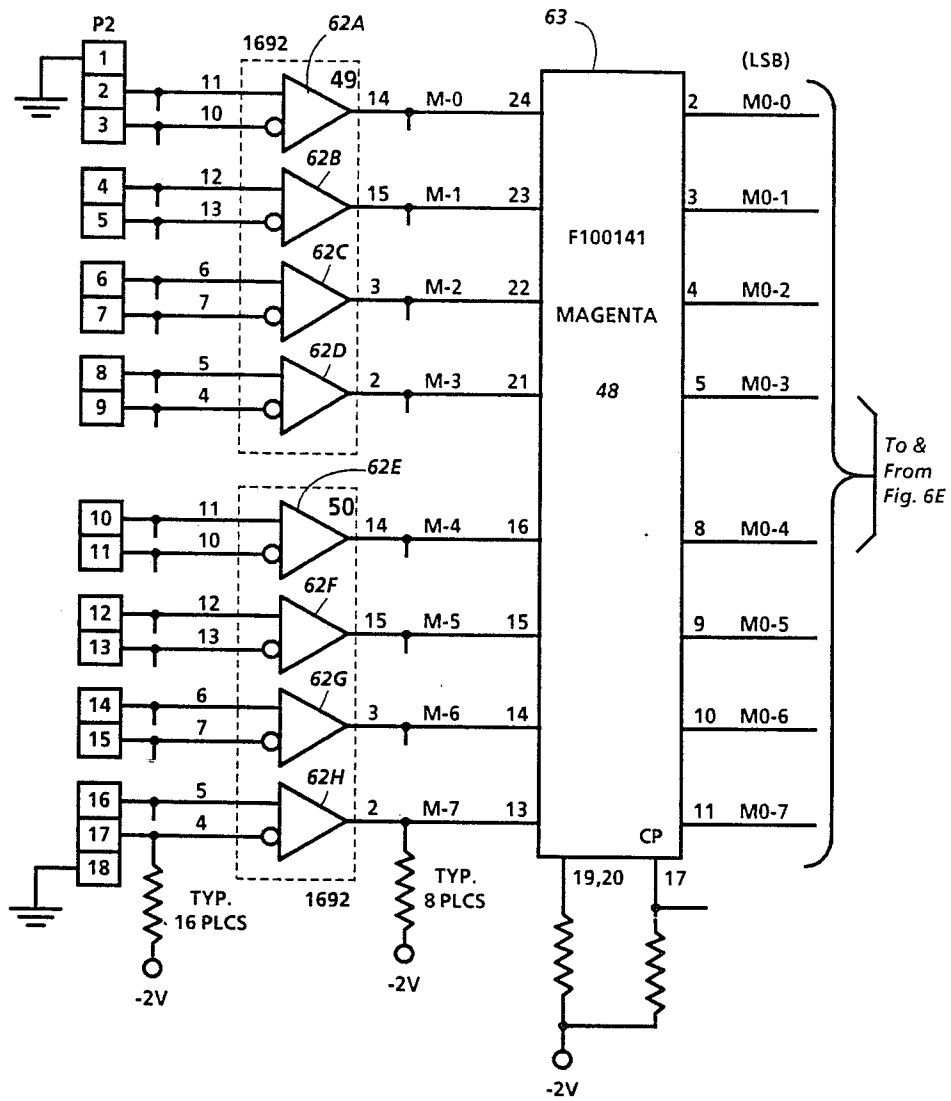 P2
1
2
3
4
5
6
7
8
9
10
11
12
13
14
15
16
17
18
1692
62A
49
11
10
14
M-0
24
62B
12
13
15
M-1
23
62C
6
7
3
M-2
22
62D
5
4
2
M-3
21
62E
50
11
10
14
M-4
16
62F
12
13
15
M-5
15
62G
6
7
3
M-6
14
62H
5
4
2
M-7
13
1692
TYP.
16 PLCS
-2V
TYP.
8 PLCS
-2V
63
F100141
MAGENTA
48
CP
19,20
17
-2V
(LSB)
2 M0-0
3 M0-1
4 M0-2
5 M0-3
8 M0-4
9 M0-5
10 M0-6
11 M0-7
To &
From
Fig. 6E